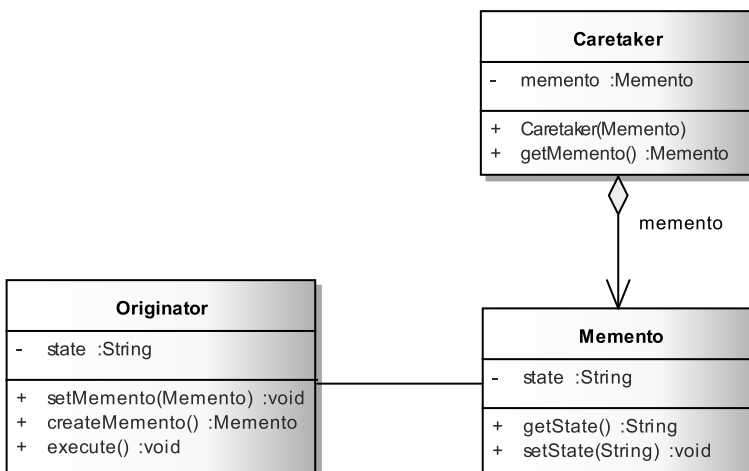 Caretaker
- memento :Memento
+ Caretaker(Memento)
+ getMemento() :Memento
memento
Originator
- state :String
+ setMemento(Memento) :void
+ createMemento() :Memento
+ execute() :void
Memento
- state :String
+ getState() :String
+ setState(String) :void